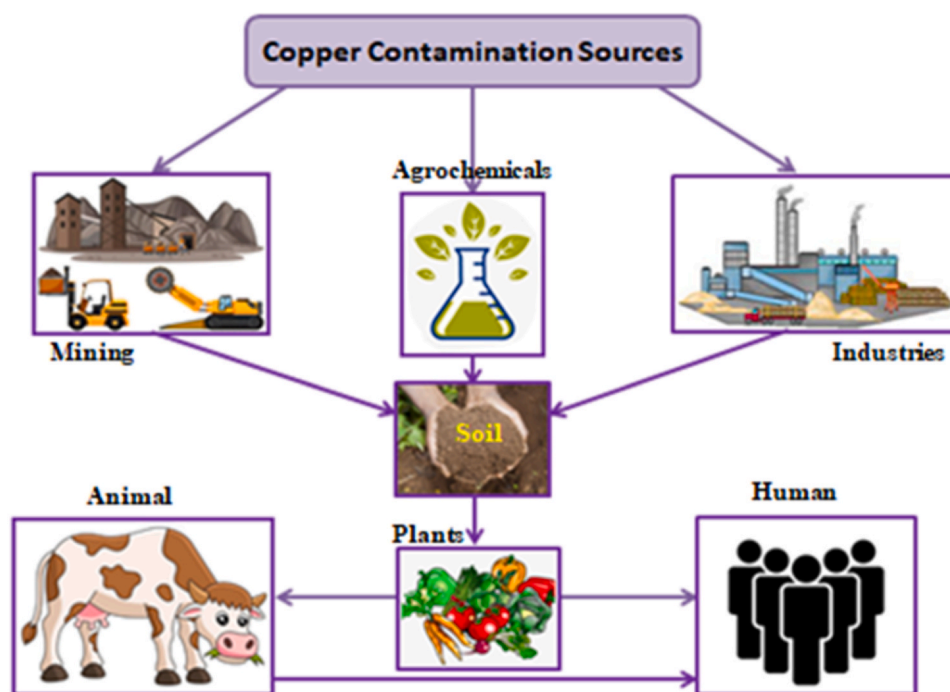 Copper Contamination Sources
Agrochemicals
Mining
Industries
Soil
Animal
Human
Plants